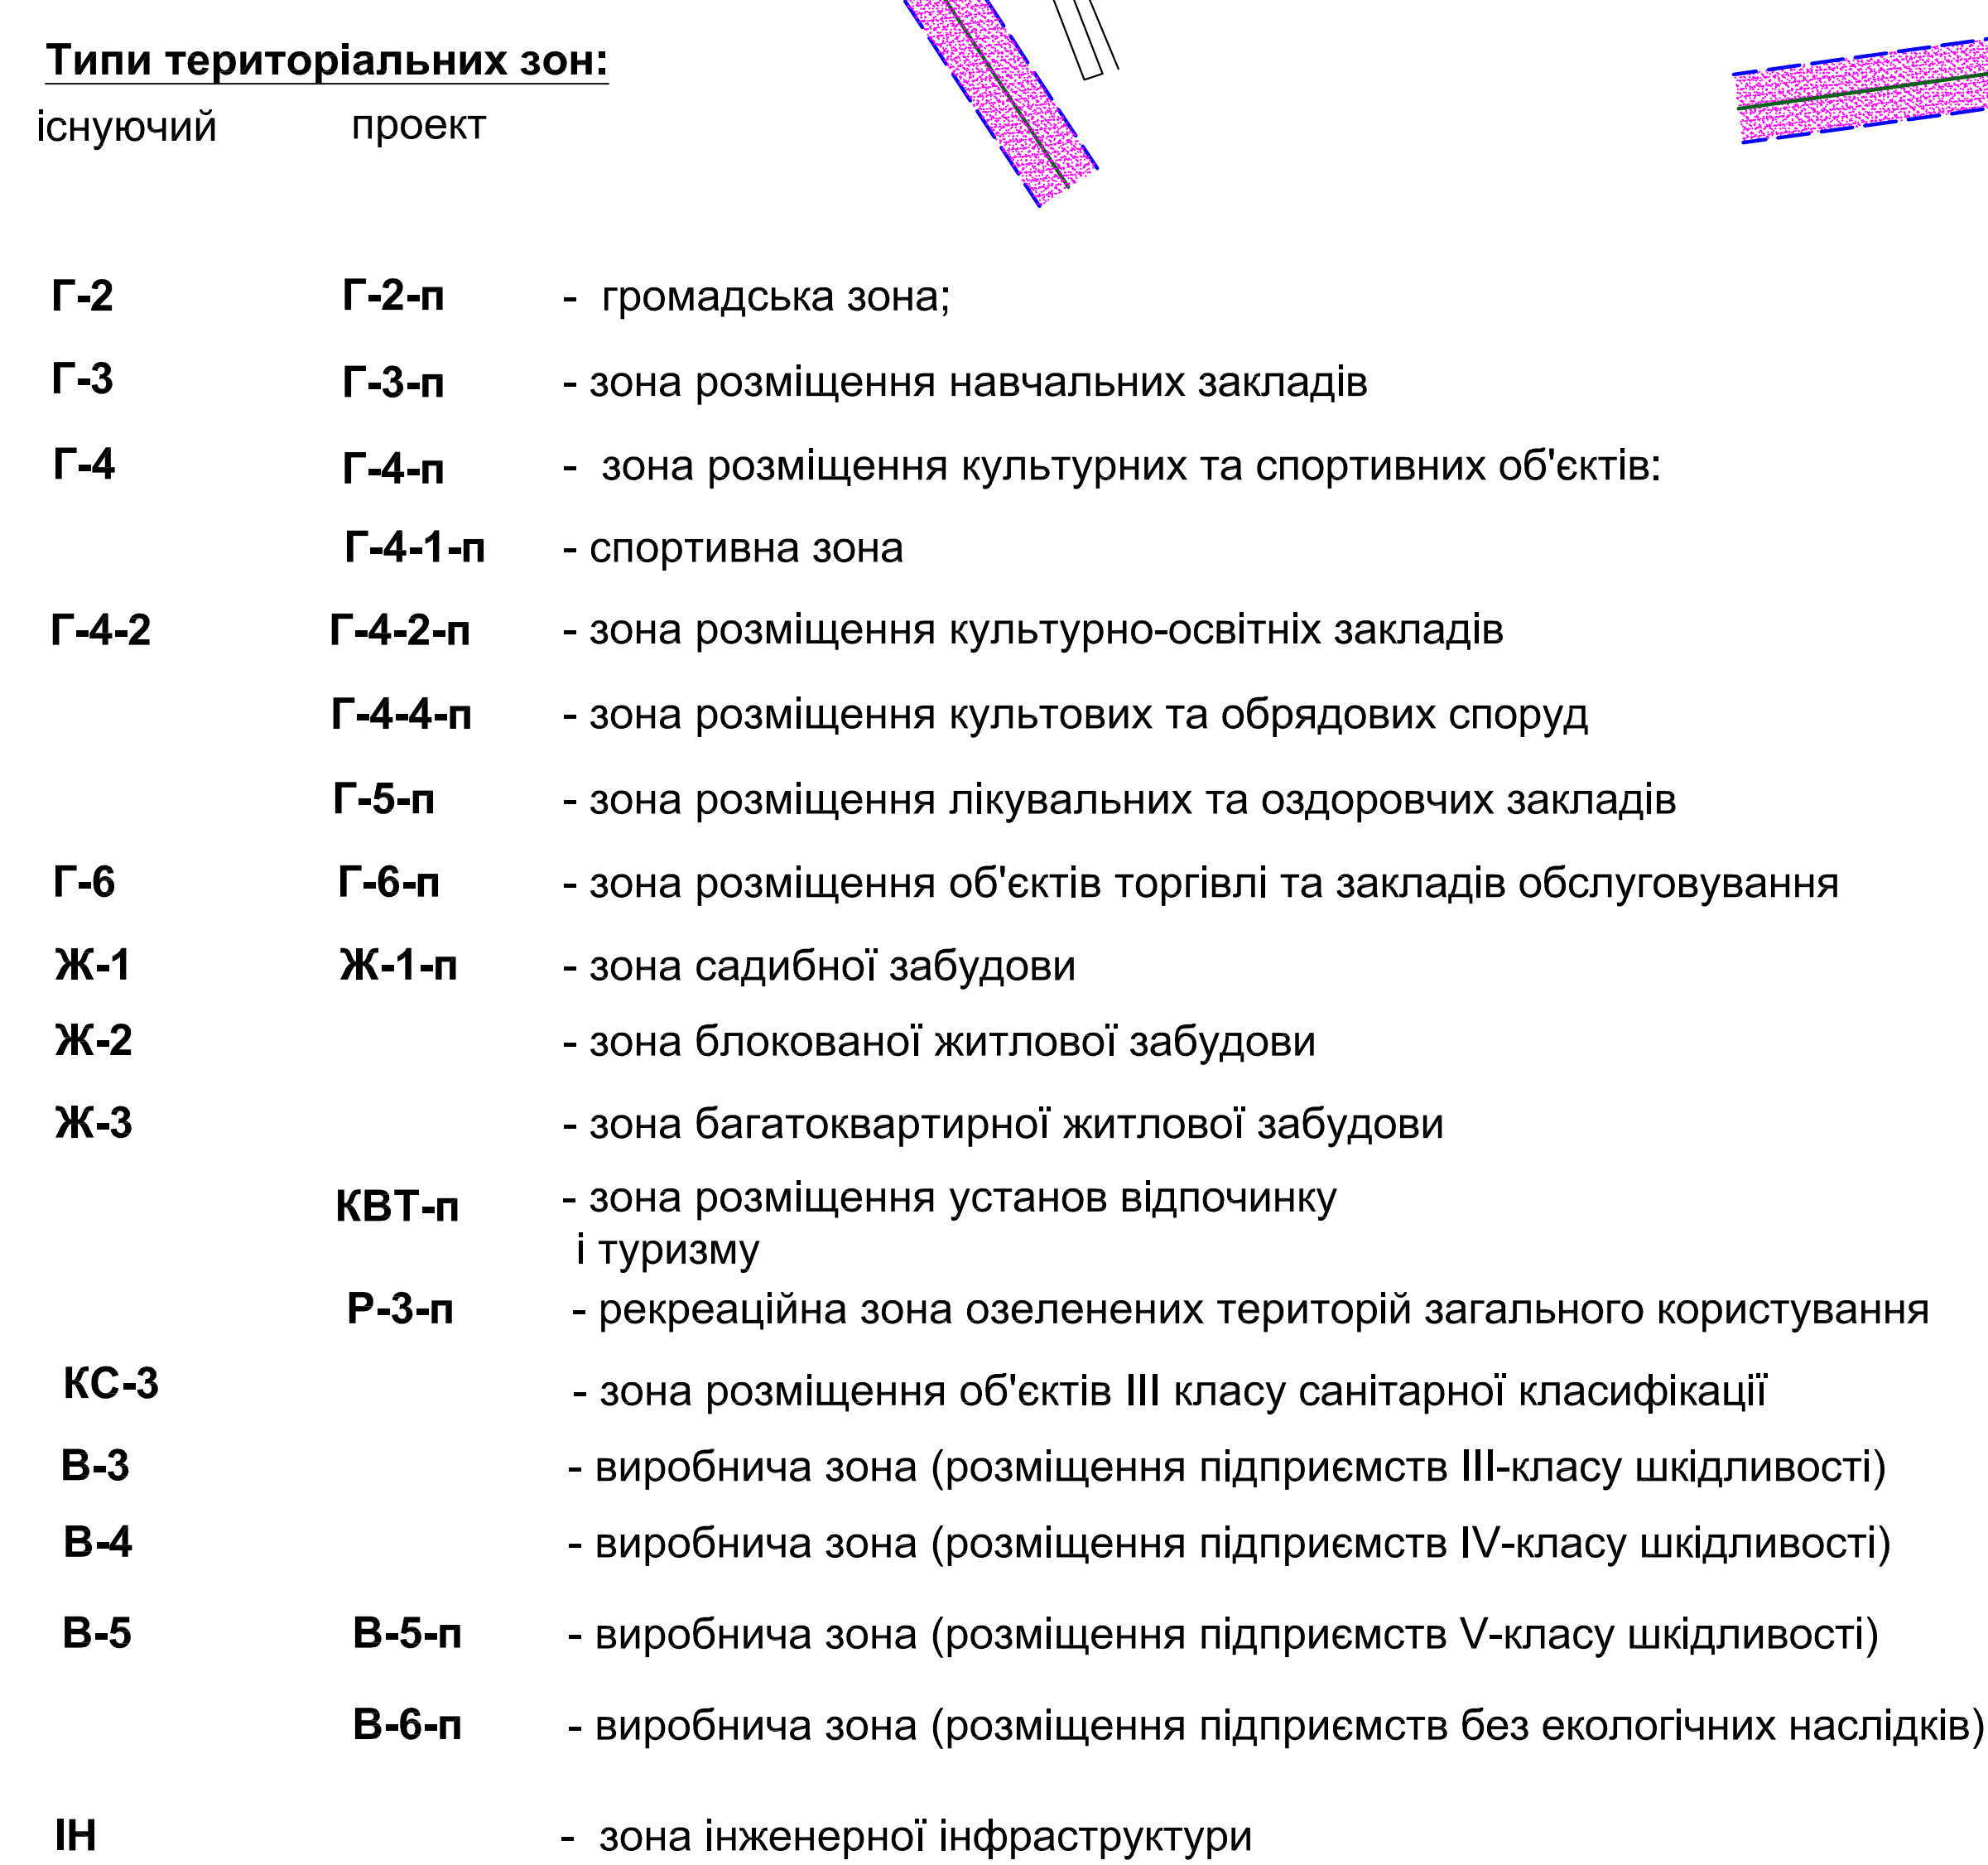 Типи територіальних зон:
існуючий проект
Г-2 Г-2-п - громадська зона;
Г-3 Г-3-п - зона розміщення навчальних закладів
Г-4 Г-4-п - зона розміщення культурних та спортивних об'єктів:
Г-4-1-п - спортивна зона
Г-4-2 Г-4-2-п - зона розміщення культурно-освітніх закладів
Г-4-4-п - зона розміщення культових та обрядових споруд
Г-5-п - зона розміщення лікувальних та оздоровчих закладів
Г-6 Г-6-п - зона розміщення об'єктів торгівлі та закладів обслуговування
Ж-1 Ж-1-п - зона садибної забудови
Ж-2 - зона блокованої житлової забудови
Ж-3 - зона багатоквартирної житлової забудови
КВТ-п - зона розміщення установ відпочинку
і туризму
Р-3-п - рекреаційна зона озеленених територій загального користування
КС-3 - зона розміщення об'єктів III класу санітарної класифікації
В-3 - виробнича зона (розміщення підприємств III-класу шкідливості)
В-4 - виробнича зона (розміщення підприємств IV-класу шкідливості)
В-5 В-5-п - виробнича зона (розміщення підприємств V-класу шкідливості)
В-6-п - виробнича зона (розміщення підприємств без екологічних наслідків)
ІН - зона інженерної інфраструктури